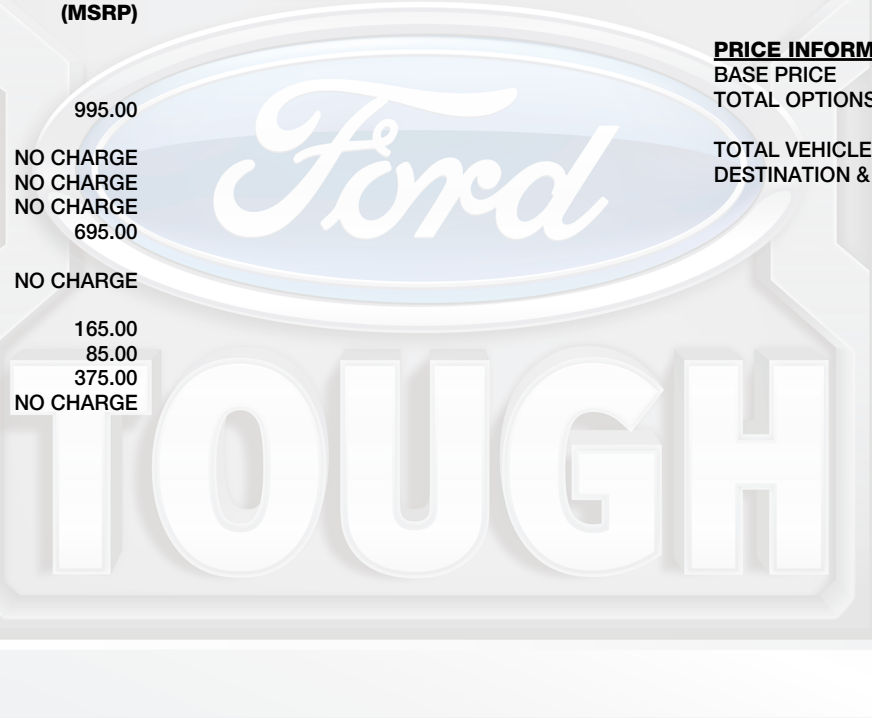 (MSRP)
995.00
NO CHARGE
NO CHARGE
NO CHARGE
695.00
NO CHARGE
165.00
85.00
375.00
NO CHARGE
PRICE INFORM
BASE PRICE
TOTAL OPTIONS
TOTAL VEHICLE
DESTINATION &
Ford
TOUGH